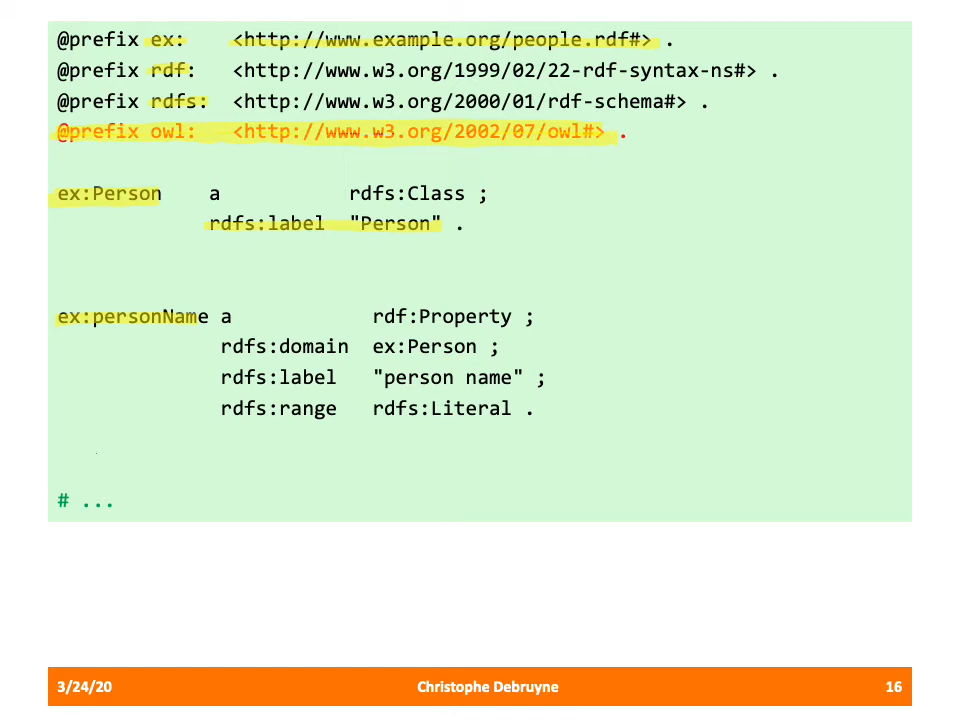 @prefix ex: <http://www.example.org/people.rdf#> .
@prefix rdf: <http://www.w3.org/1999/02/22-rdf-syntax-ns#> .
@prefix rdfs: <http://www.w3.org/2000/01/rdf-schema#> .
@prefix owl: <http://www.w3.org/2002/07/owl#> .
ex:Person a rdfs:Class ;
rdfs:label "Person" .
ex:personName a rdf:Property ;
rdfs:domain ex:Person ;
rdfs:label "person name" ;
rdfs:range rdfs:Literal .
# ...
3/24/20 Christophe Debruyne 16